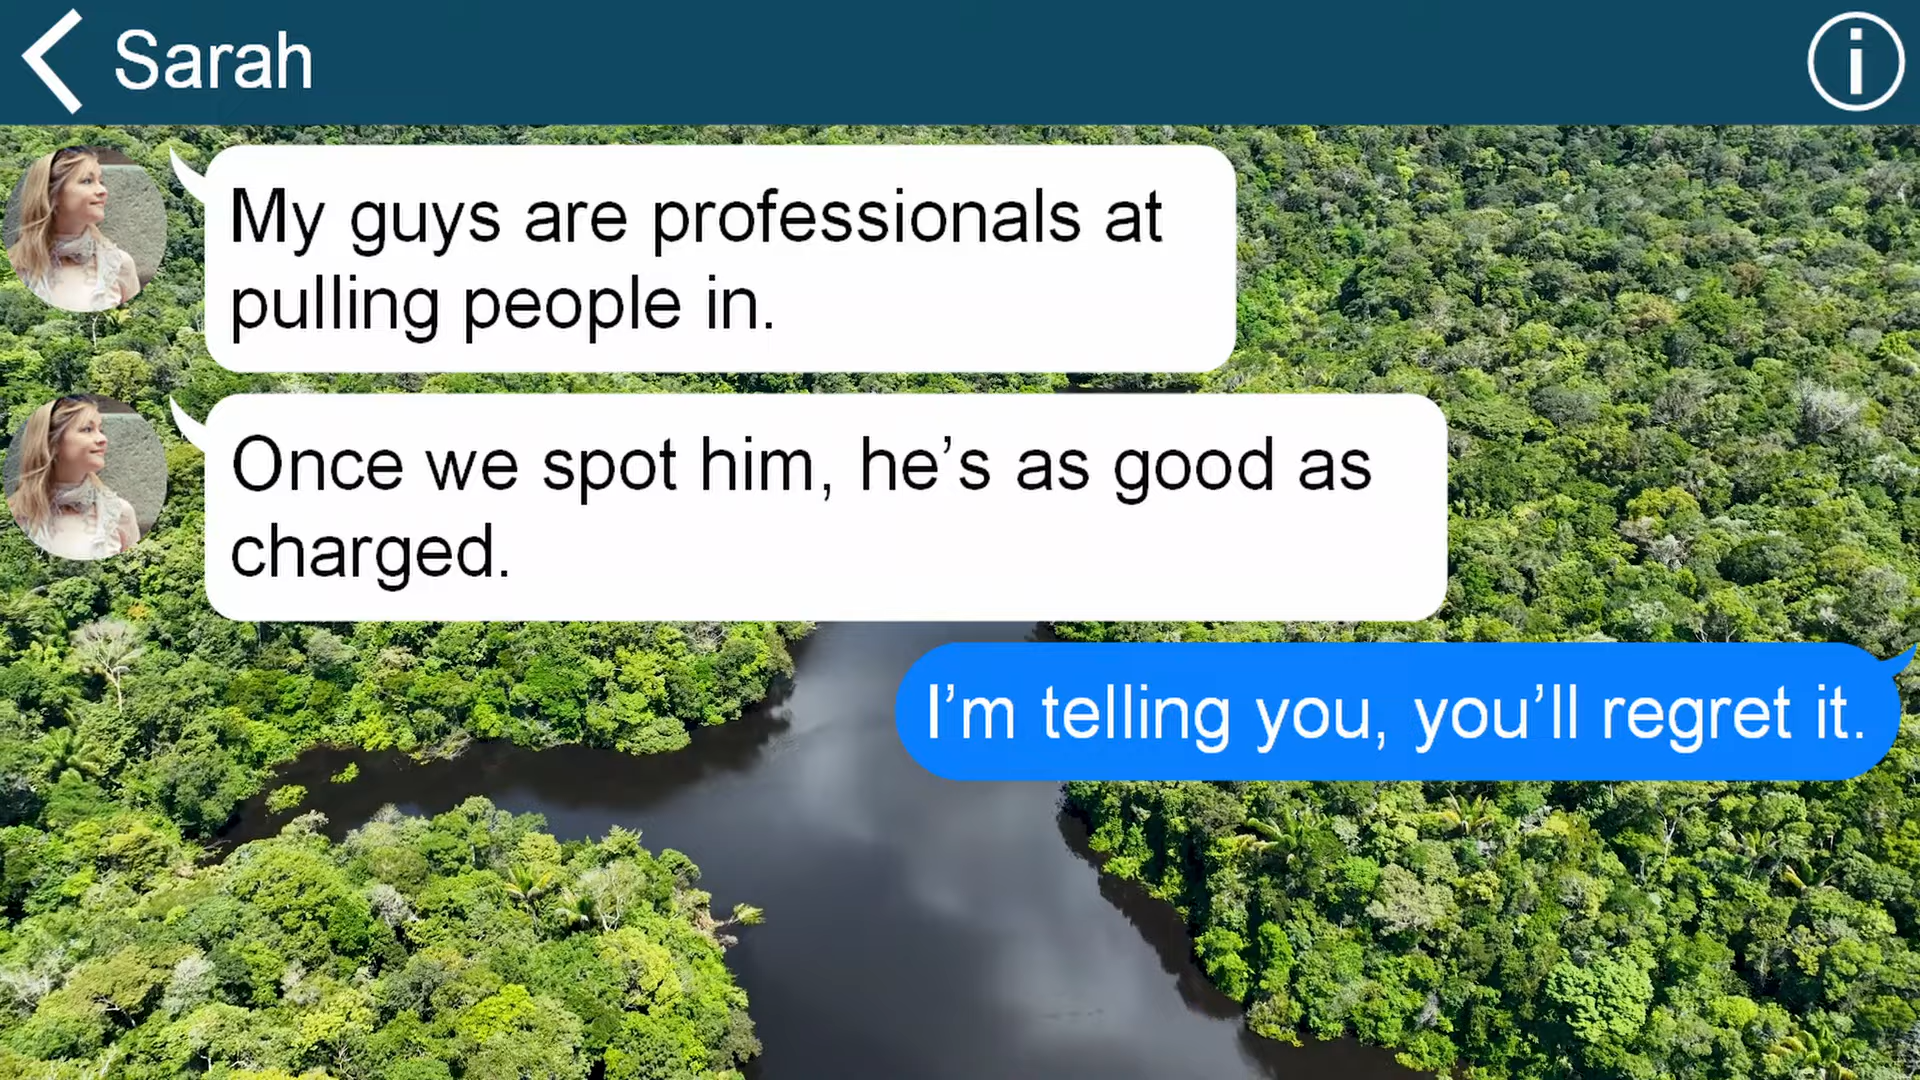 Sarah
My guys are professionals at
pulling people in.
Once we spot him, he’s as good as
charged.
I’m telling you, you’ll regret it.